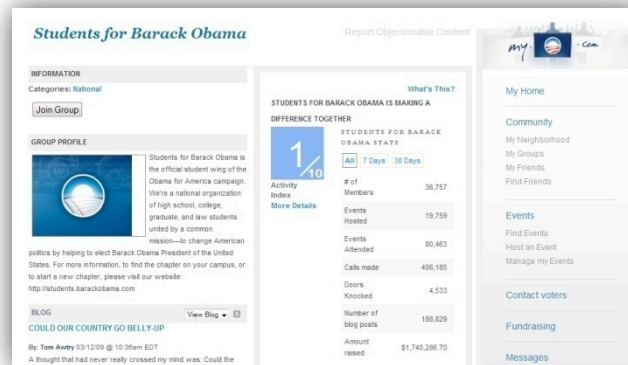 Students for Barack Obama
Report Objectionable Content
my. .com
INFORMATION
Categories: National
Join Group
GROUP PROFILE
Students for Barack Obama is
the official student wing of the
Obama for America campaign.
We're a national organization
of high school, college,
graduate, and law students
united by a common
mission—to change American
politics by helping to elect Barack Obama President of the United
States. For more information, to find the chapter on your campus, or
to start a new chapter, please visit our website:
http://students.barackobama.com
BLOG
View Blog
COULD OUR COUNTRY GO BELLY-UP
By: Tom Awtry 03/12/09 @ 10:36am EDT
A thought that had never really crossed my mind was: Could the
What's This?
STUDENTS FOR BARACK OBAMA IS MAKING A
DIFFERENCE TOGETHER
1/10
Activity
Index
More Details
STUDENTS FOR BARACK
OBAMA STATS
All 7 Days 30 Days
# of
Members 36,757
Events
Hosted 19,759
Events
Attended 80,463
Calls made 406,185
Doors
Knocked 4,533
Number of
blog posts 188,829
Amount
raised $1,740,286.70
My Home
Community
My Neighborhood
My Groups
My Friends
Find Friends
Events
Find Events
Host an Event
Manage my Events
Contact voters
Fundraising
Messages